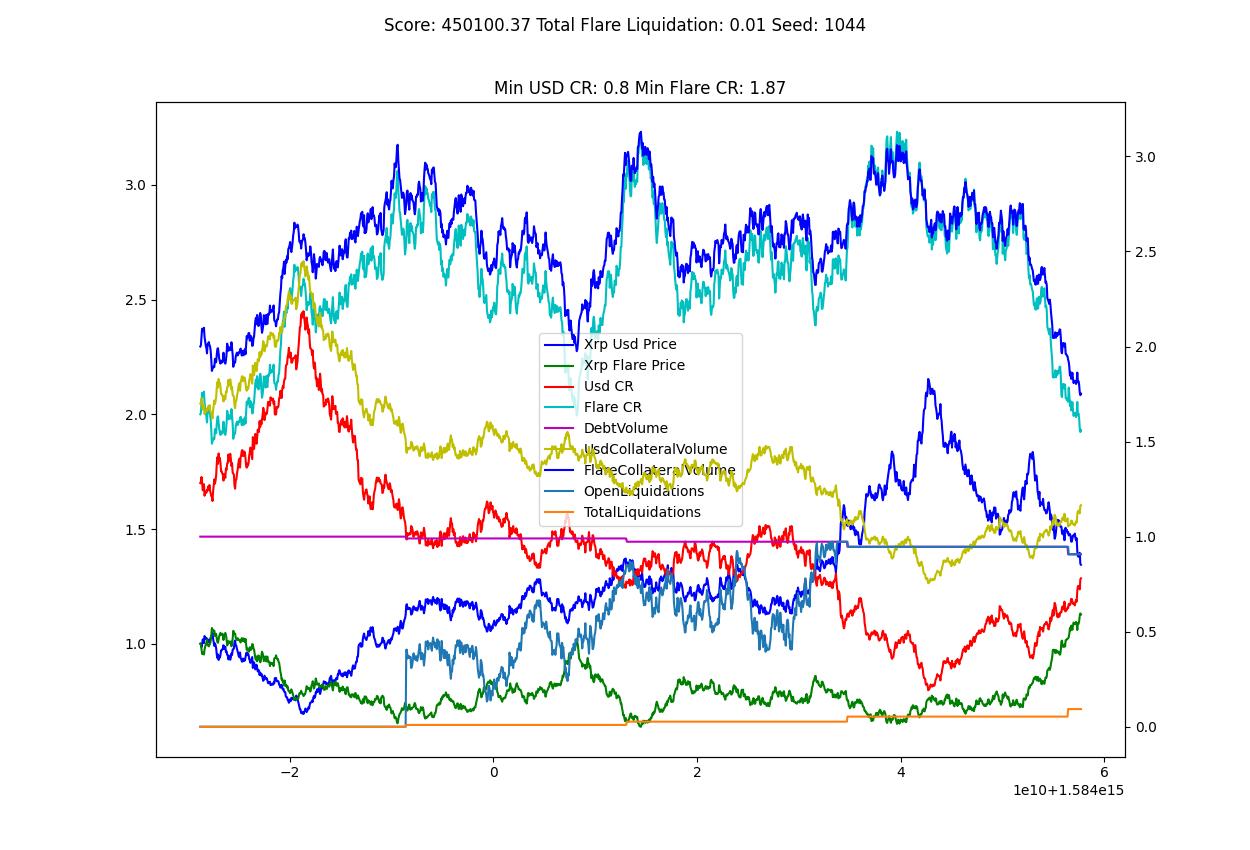 Score: 450100.37 Total Flare Liquidation: 0.01 Seed: 1044
Min USD CR: 0.8 Min Flare CR: 1.87
3.0
2.5
2.0
1.5
1.0
Xrp Usd Price
Xrp Flare Price
Usd CR
Flare CR
DebtVolume
UsdCollateralVolume
FlareCollateralVolume
OpenLiquidations
TotalLiquidations
3.0
2.5
2.0
1.5
1.0
0.5
0.0
−2 0 2 4 6
1e10+1.584e15